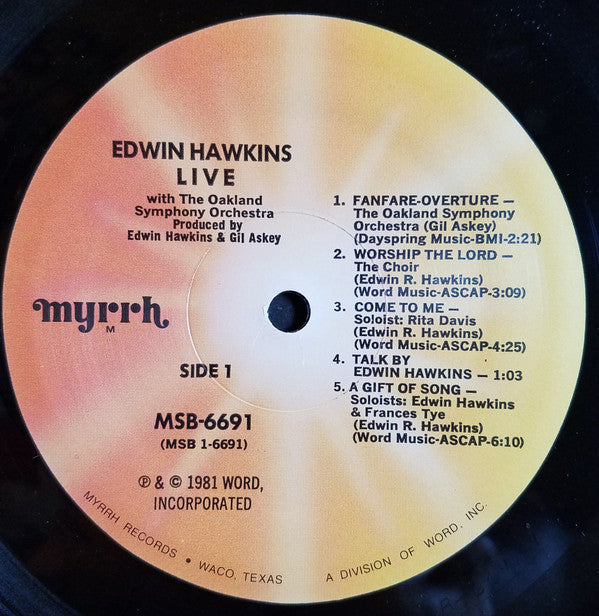 EDWIN HAWKINS
LIVE
with The Oakland
Symphony Orchestra
Produced by
Edwin Hawkins & Gil Askey
myrrh
M
SIDE 1
MSB-6691
(MSB 1-6691)
℗ & © 1981 WORD,
INCORPORATED
1. FANFARE-OVERTURE —
The Oakland Symphony
Orchestra (Gil Askey)
(Dayspring Music-BMI-2:21)
2. WORSHIP THE LORD —
The Choir
(Edwin R. Hawkins)
(Word Music-ASCAP-3:09)
3. COME TO ME —
Soloist: Rita Davis
(Edwin R. Hawkins)
(Word Music-ASCAP-4:25)
4. TALK BY
EDWIN HAWKINS — 1:03
5. A GIFT OF SONG —
Soloists: Edwin Hawkins
& Frances Tye
(Edwin R. Hawkins)
(Word Music-ASCAP-6:10)
MYRRH RECORDS • WACO, TEXAS A DIVISION OF WORD, INC.